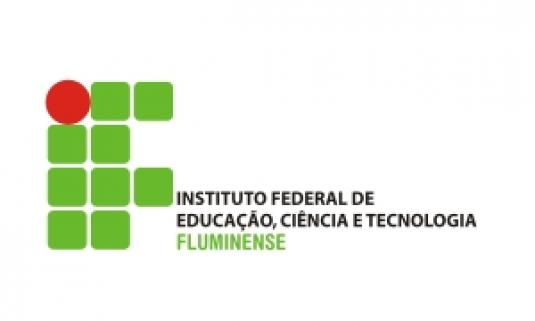 INSTITUTO FEDERAL DE
EDUCAÇÃO, CIÊNCIA E TECNOLOGIA
FLUMINENSE